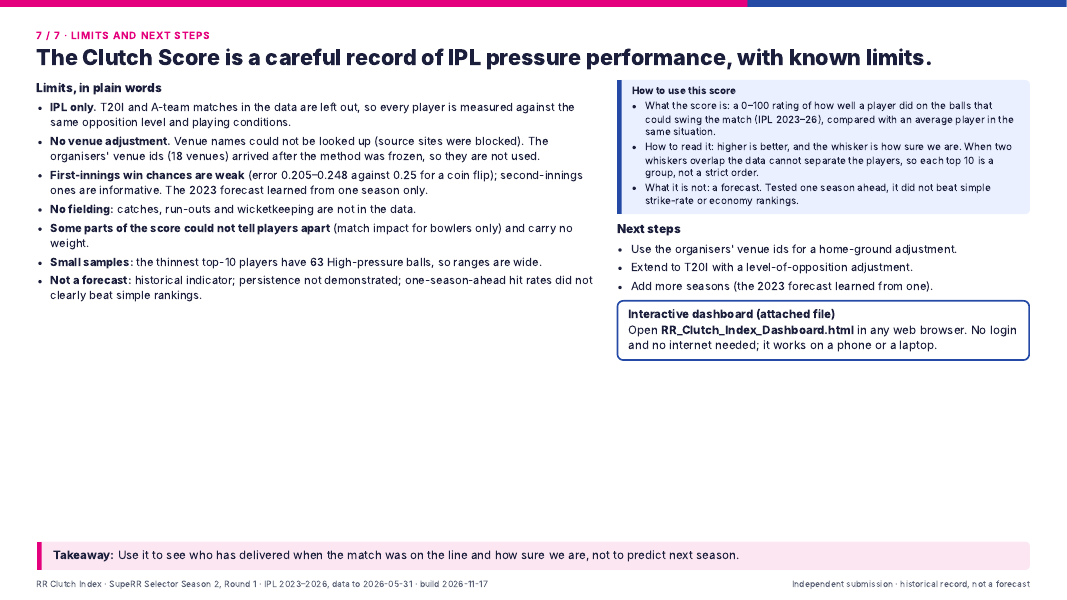 7 / 7 · LIMITS AND NEXT STEPS
The Clutch Score is a careful record of IPL pressure performance, with known limits.
Limits, in plain words
• IPL only. T20I and A-team matches in the data are left out, so every player is measured against the
same opposition level and playing conditions.
• No venue adjustment. Venue names could not be looked up (source sites were blocked). The
organisers' venue ids (18 venues) arrived after the method was frozen, so they are not used.
• First-innings win chances are weak (error 0.205–0.248 against 0.25 for a coin flip); second-innings
ones are informative. The 2023 forecast learned from one season only.
• No fielding: catches, run-outs and wicketkeeping are not in the data.
• Some parts of the score could not tell players apart (match impact for bowlers only) and carry no
weight.
• Small samples: the thinnest top-10 players have 63 High-pressure balls, so ranges are wide.
• Not a forecast: historical indicator; persistence not demonstrated; one-season-ahead hit rates did not
clearly beat simple rankings.
How to use this score
• What the score is: a 0–100 rating of how well a player did on the balls that
could swing the match (IPL 2023–26), compared with an average player in the
same situation.
• How to read it: higher is better, and the whisker is how sure we are. When two
whiskers overlap the data cannot separate the players, so each top 10 is a
group, not a strict order.
• What it is not: a forecast. Tested one season ahead, it did not beat simple
strike-rate or economy rankings.
Next steps
• Use the organisers' venue ids for a home-ground adjustment.
• Extend to T20I with a level-of-opposition adjustment.
• Add more seasons (the 2023 forecast learned from one).
Interactive dashboard (attached file)
Open RR_Clutch_Index_Dashboard.html in any web browser. No login
and no internet needed; it works on a phone or a laptop.
Takeaway: Use it to see who has delivered when the match was on the line and how sure we are, not to predict next season.
RR Clutch Index · SupeRR Selector Season 2, Round 1 · IPL 2023–2026, data to 2026-05-31 · build 2026-11-17
Independent submission · historical record, not a forecast